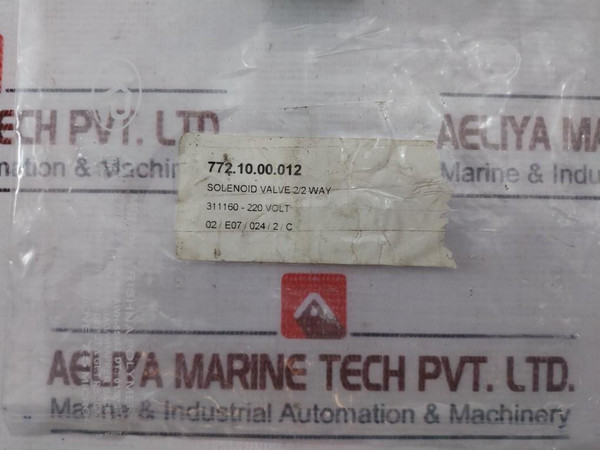 ECH PVT. LTD.
ation & Machin
AELIYA MA
Marine & Indu
772.10.00.012
SOLENOID VALVE 2/2 WAY
311160 - 220 VOLT
02 / E07 / 024 / 2 / C
AELIYA MARINE TECH PVT. LTD.
Marine & Industrial Automation & Machinery